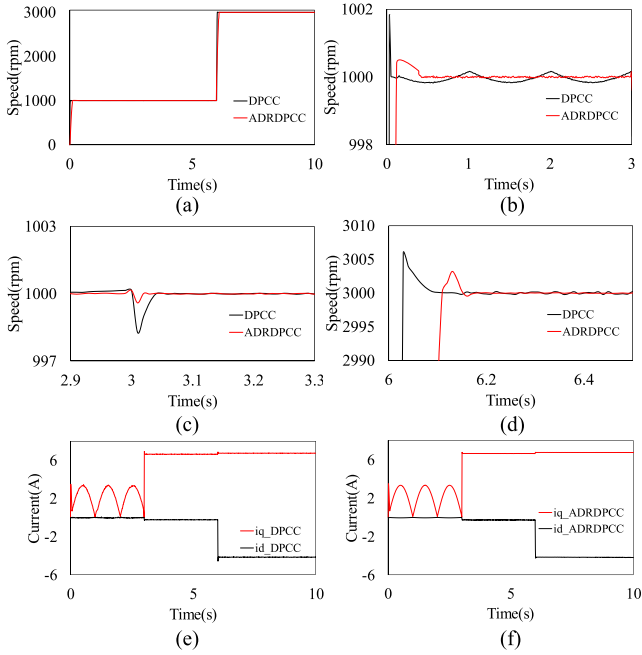 3000
2000
1000
0
Speed(rpm)
DPCC
ADRDPCC
0
5
10
Time(s)
(a)
1002
1000
998
Speed(rpm)
DPCC
ADRDPCC
0
1
2
3
Time(s)
(b)
1003
1000
997
Speed(rpm)
DPCC
ADRDPCC
2.9
3
3.1
3.2
3.3
Time(s)
(c)
3010
3005
3000
2995
2990
Speed(rpm)
DPCC
ADRDPCC
6
6.2
6.4
Time(s)
(d)
6
2
-2
-6
Current(A)
iq_DPCC
id_DPCC
0
5
10
Time(s)
(e)
6
2
-2
-6
Current(A)
iq_ADRDPCC
id_ADRDPCC
0
5
10
Time(s)
(f)